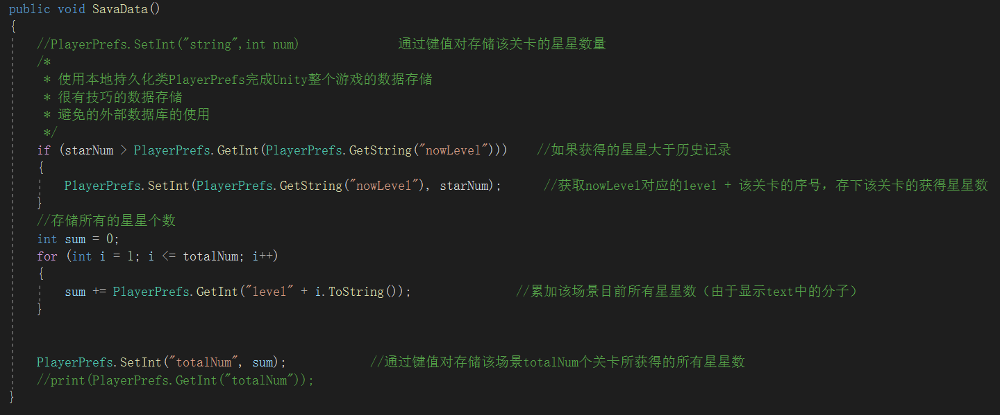 public void SavaData()
{
//PlayerPrefs.SetInt("string",int num) 通过键值对存储该关卡的星星数量
/*
* 使用本地持久化类PlayerPrefs完成Unity整个游戏的数据存储
* 很有技巧的数据存储
* 避免的外部数据库的使用
*/
if (starNum > PlayerPrefs.GetInt(PlayerPrefs.GetString("nowLevel"))) //如果获得的星星大于历史记录
{
PlayerPrefs.SetInt(PlayerPrefs.GetString("nowLevel"), starNum); //获取nowLevel对应的level + 该关卡的序号，存下该关卡的获得星星数
}
//存储所有的星星个数
int sum = 0;
for (int i = 1; i <= totalNum; i++)
{
sum += PlayerPrefs.GetInt("level" + i.ToString()); //累加该场景目前所有星星数（由于显示text中的分子）
}
PlayerPrefs.SetInt("totalNum", sum); //通过键值对存储该场景totalNum个关卡所获得的所有星星数
//print(PlayerPrefs.GetInt("totalNum"));
}